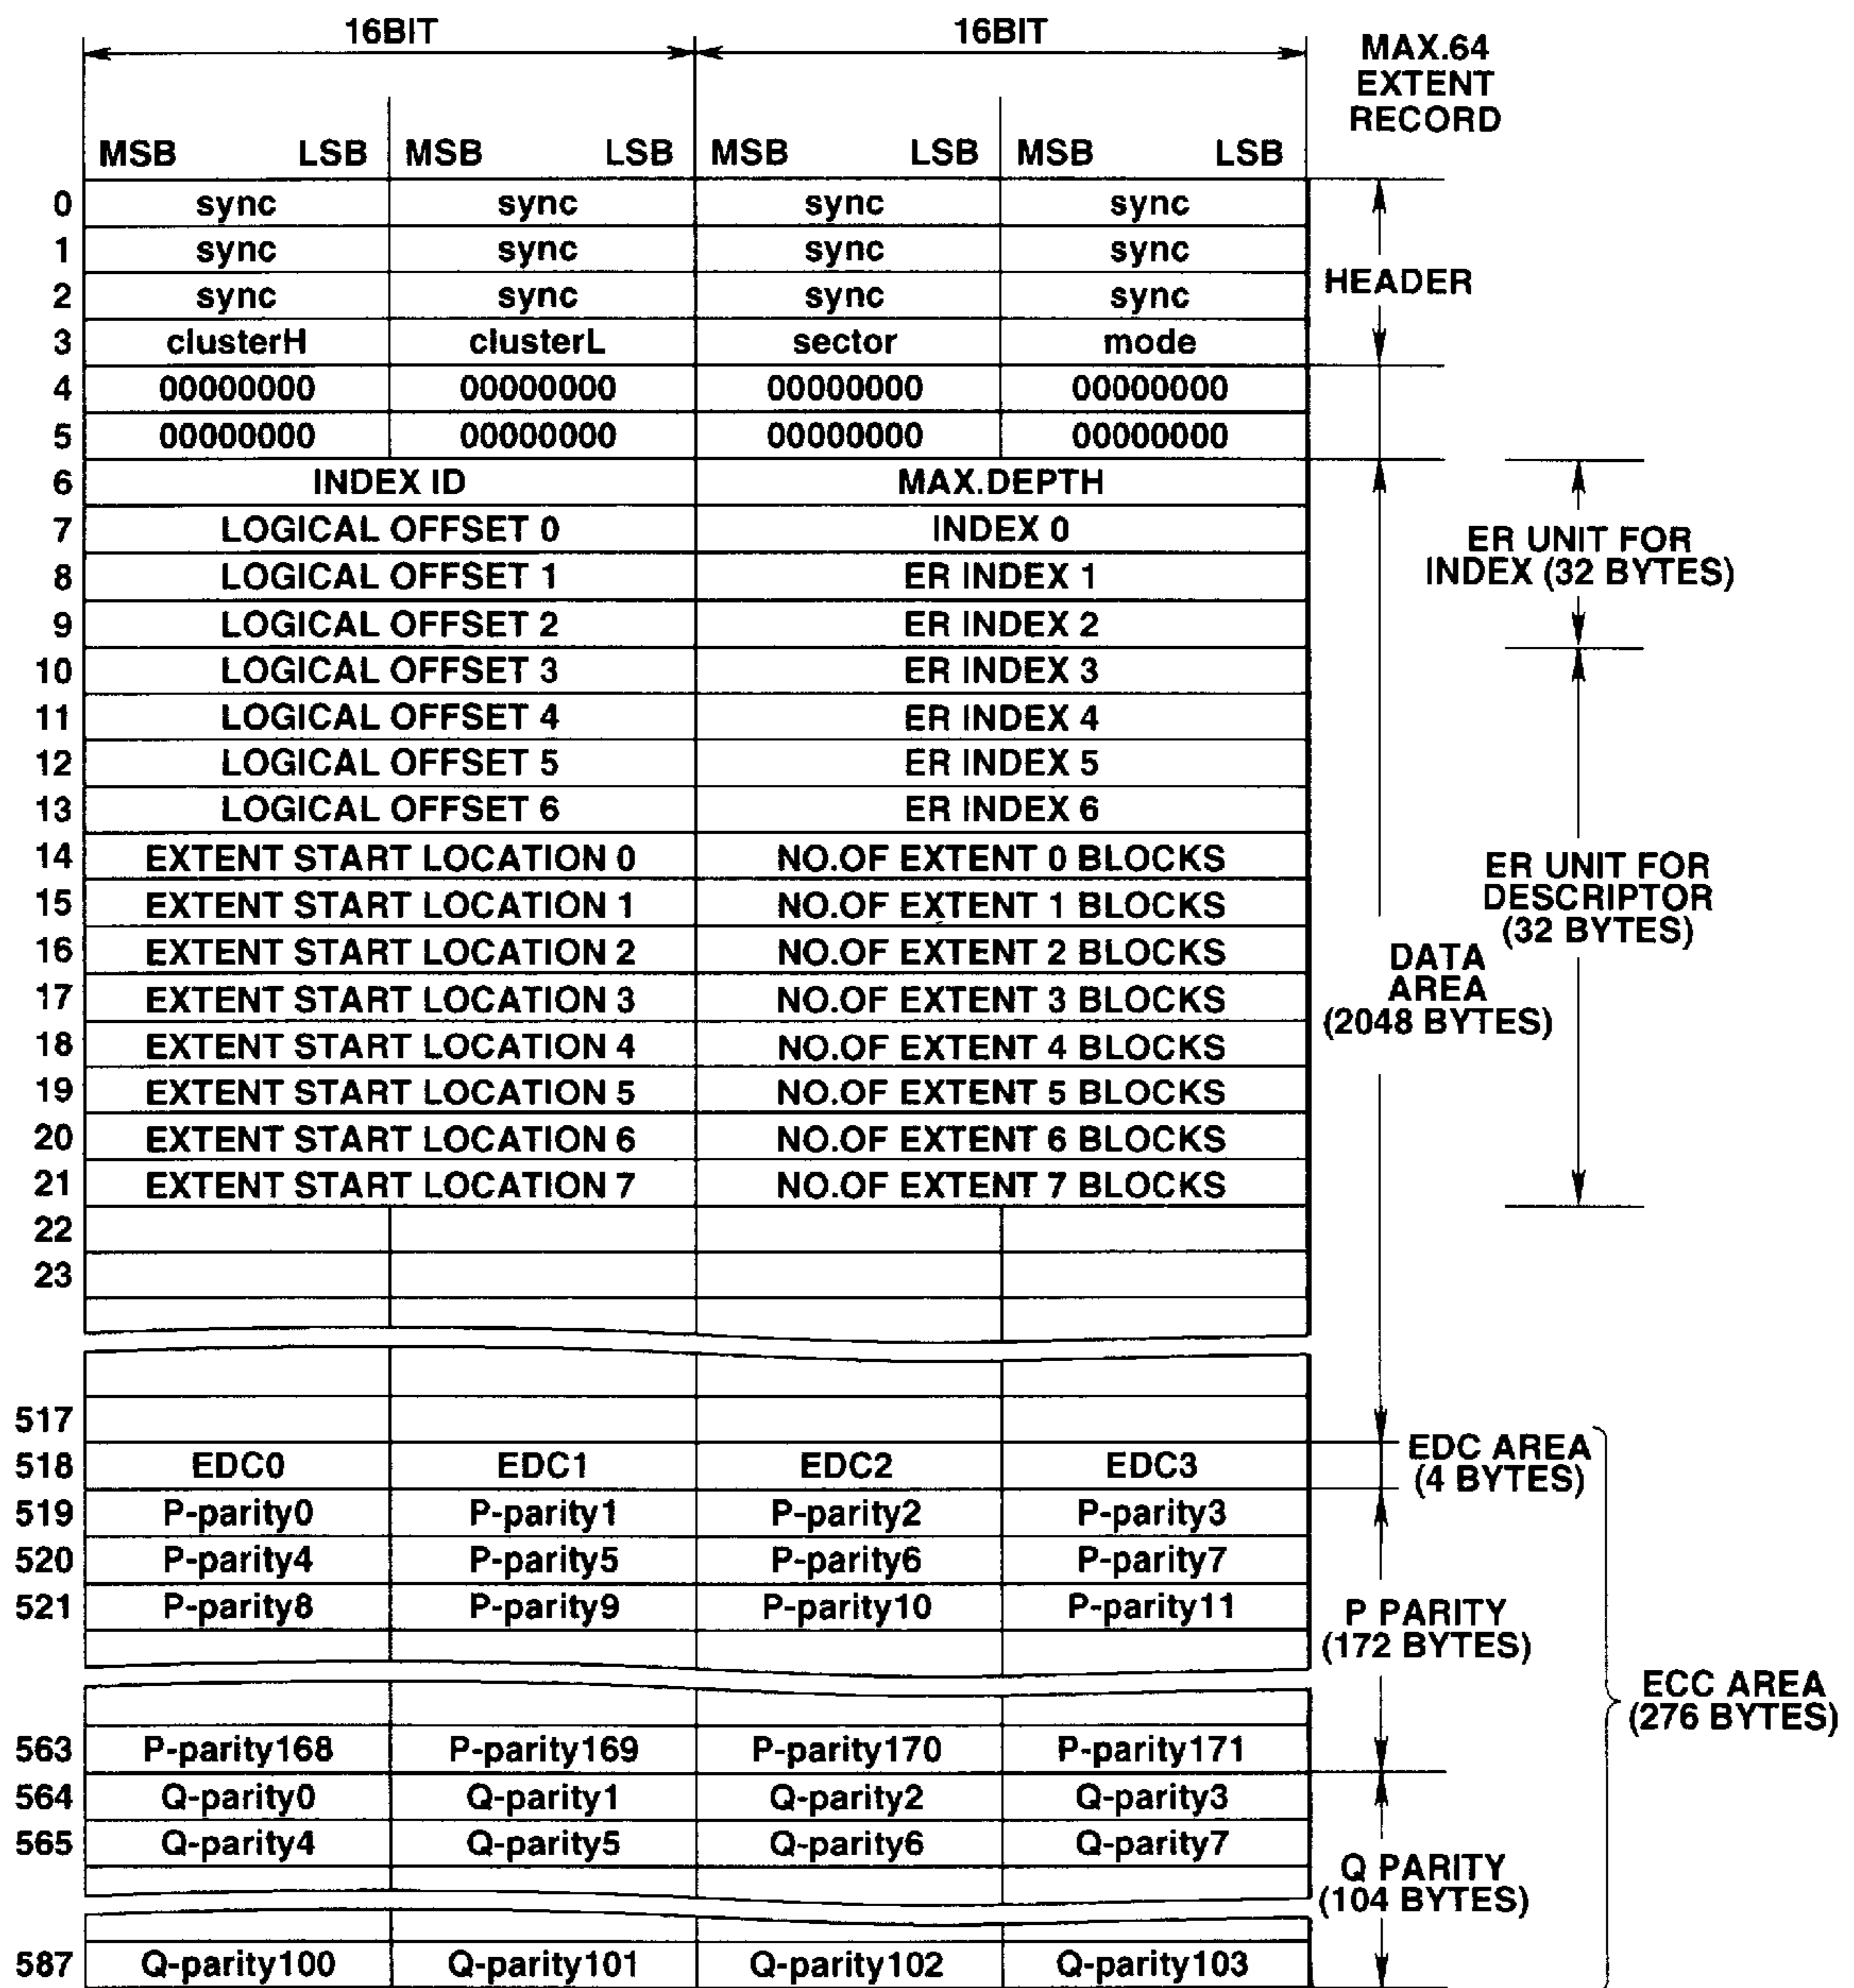 16BIT 16BIT
MAX.64
EXTENT
RECORD
MSB LSB MSB LSB MSB LSB MSB LSB
0 sync sync sync sync
1 sync sync sync sync
HEADER
2 sync sync sync sync
3 clusterH clusterL sector mode
4 00000000 00000000 00000000 00000000
5 00000000 00000000 00000000 00000000
6 INDEX ID MAX.DEPTH
7 LOGICAL OFFSET 0 INDEX 0
ER UNIT FOR
INDEX (32 BYTES)
8 LOGICAL OFFSET 1 ER INDEX 1
9 LOGICAL OFFSET 2 ER INDEX 2
10 LOGICAL OFFSET 3 ER INDEX 3
11 LOGICAL OFFSET 4 ER INDEX 4
12 LOGICAL OFFSET 5 ER INDEX 5
13 LOGICAL OFFSET 6 ER INDEX 6
14 EXTENT START LOCATION 0 NO.OF EXTENT 0 BLOCKS
ER UNIT FOR
DESCRIPTOR
(32 BYTES)
15 EXTENT START LOCATION 1 NO.OF EXTENT 1 BLOCKS
16 EXTENT START LOCATION 2 NO.OF EXTENT 2 BLOCKS
DATA
AREA
(2048 BYTES)
17 EXTENT START LOCATION 3 NO.OF EXTENT 3 BLOCKS
18 EXTENT START LOCATION 4 NO.OF EXTENT 4 BLOCKS
19 EXTENT START LOCATION 5 NO.OF EXTENT 5 BLOCKS
20 EXTENT START LOCATION 6 NO.OF EXTENT 6 BLOCKS
21 EXTENT START LOCATION 7 NO.OF EXTENT 7 BLOCKS
22
23
517
518 EDC0 EDC1 EDC2 EDC3
EDC AREA
(4 BYTES)
519 P-parity0 P-parity1 P-parity2 P-parity3
520 P-parity4 P-parity5 P-parity6 P-parity7
521 P-parity8 P-parity9 P-parity10 P-parity11
P PARITY
(172 BYTES)
ECC AREA
(276 BYTES)
563 P-parity168 P-parity169 P-parity170 P-parity171
564 Q-parity0 Q-parity1 Q-parity2 Q-parity3
565 Q-parity4 Q-parity5 Q-parity6 Q-parity7
Q PARITY
(104 BYTES)
587 Q-parity100 Q-parity101 Q-parity102 Q-parity103